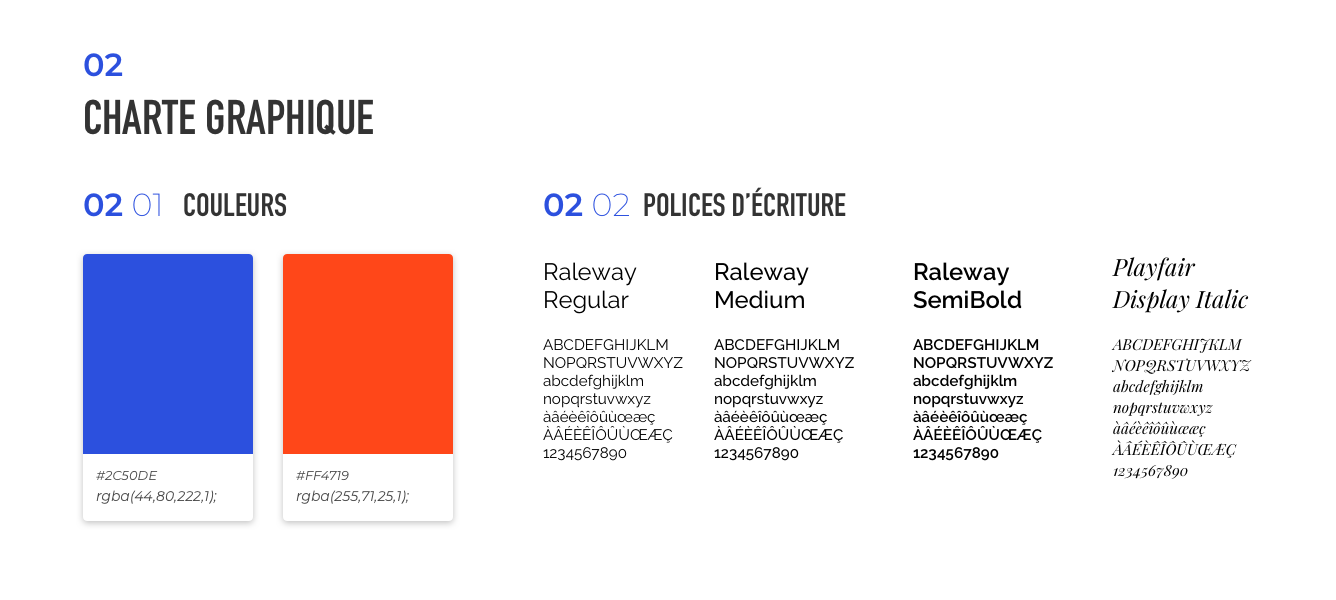 02
CHARTE GRAPHIQUE
02 01 COULEURS
#2C50DE
rgba(44,80,222,1);
#FF4719
rgba(255,71,25,1);
02 02 POLICES D’ÉCRITURE
Raleway
Regular
ABCDEFGHIJKLM
NOPQRSTUVWXYZ
abcdefghijklm
nopqrstuvwxyz
àâéèêîôûùœæç
ÀÂÉÈÊÎÔÛÙŒÆÇ
1234567890
Raleway
Medium
ABCDEFGHIJKLM
NOPQRSTUVWXYZ
abcdefghijklm
nopqrstuvwxyz
àâéèêîôûùœæç
ÀÂÉÈÊÎÔÛÙŒÆÇ
1234567890
Raleway
SemiBold
ABCDEFGHIJKLM
NOPQRSTUVWXYZ
abcdefghijklm
nopqrstuvwxyz
àâéèêîôûùœæç
ÀÂÉÈÊÎÔÛÙŒÆÇ
1234567890
Playfair
Display Italic
ABCDEFGHIJKLM
NOPQRSTUVWXYZ
abcdefghijklm
nopqrstuvwxyz
àâéèêîôûùœæç
ÀÂÉÈÊÎÔÛÙŒÆÇ
1234567890